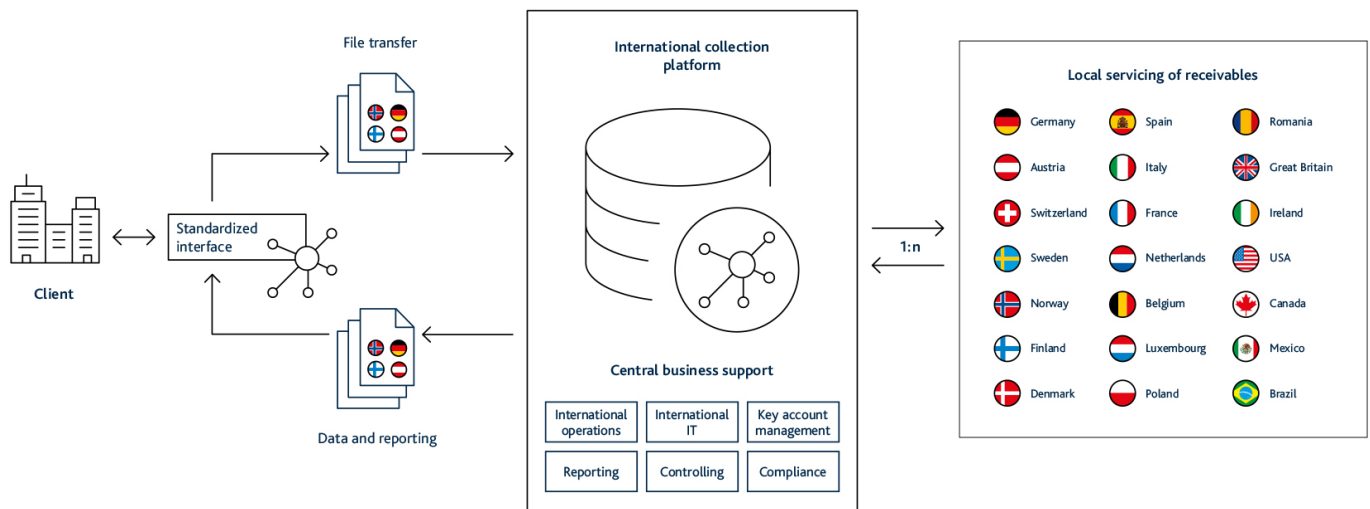 File transfer
Client
Standardized
interface
Data and reporting
International collection
platform
Central business support
International
operations
International
IT
Key account
management
Reporting
Controlling
Compliance
1:n
Local servicing of receivables
Germany
Spain
Romania
Austria
Italy
Great Britain
Switzerland
France
Ireland
Sweden
Netherlands
USA
Norway
Belgium
Canada
Finland
Luxembourg
Mexico
Denmark
Poland
Brazil